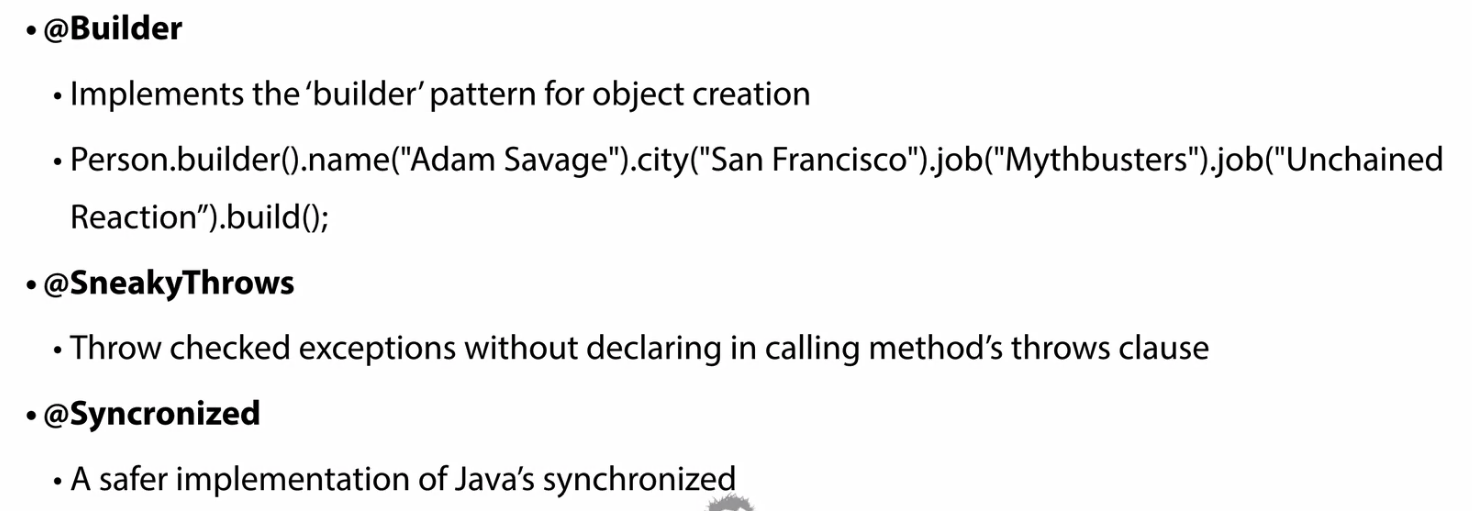 • @Builder
• Implements the ‘builder’ pattern for object creation
• Person.builder().name("Adam Savage").city("San Francisco").job("Mythbusters").job("Unchained
Reaction”).build();
• @SneakyThrows
• Throw checked exceptions without declaring in calling method’s throws clause
• @Syncronized
• A safer implementation of Java’s synchronized